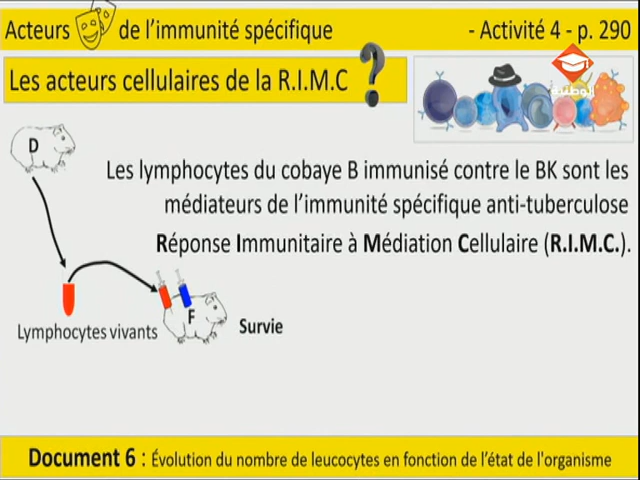 Acteurs de l’immunité spécifique - Activité 4 - p. 290
Les acteurs cellulaires de la R.I.M.C ?
الوطنية
D
Les lymphocytes du cobaye B immunisé contre le BK sont les
médiateurs de l’immunité spécifique anti-tuberculose
Réponse Immunitaire à Médiation Cellulaire (R.I.M.C.).
F
Lymphocytes vivants
Survie
Document 6 : Évolution du nombre de leucocytes en fonction de l’état de l'organisme